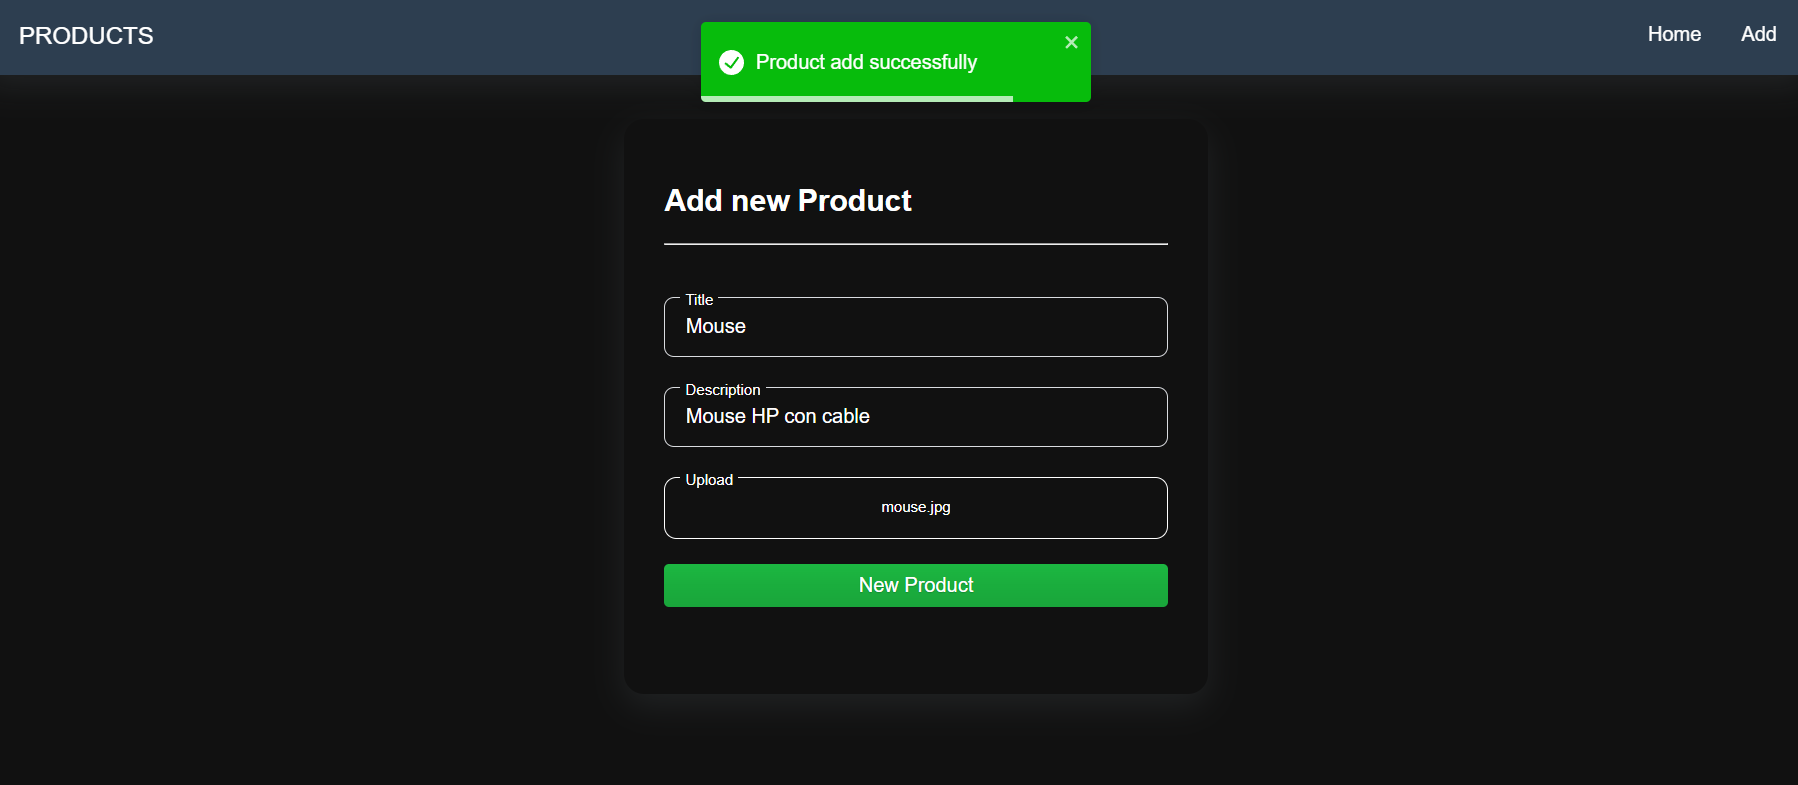 PRODUCTS
Home
Add
Product add successfully
Add new Product
Title
Mouse
Description
Mouse HP con cable
Upload
mouse.jpg
New Product